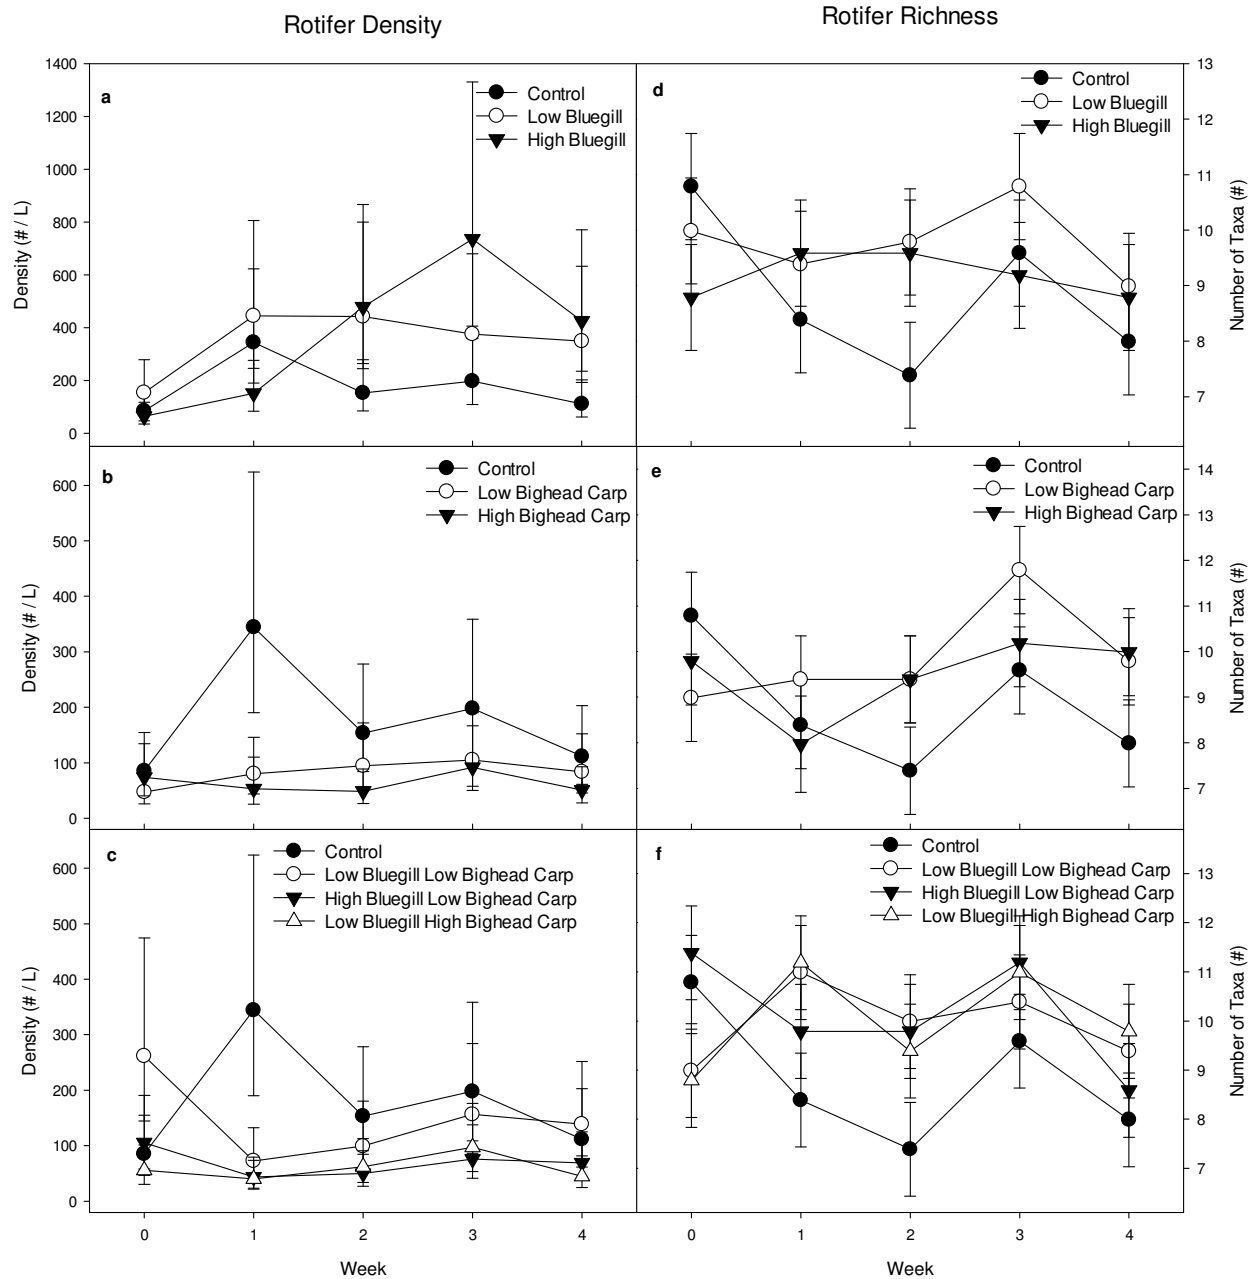 Rotifer Density
Rotifer Richness
a
Control
Low Bluegill
High Bluegill
1400
1200
1000
800
600
400
200
0
Density (# / L)
d
Control
Low Bluegill
High Bluegill
13
12
11
10
9
8
7
Number of Taxa (#)
b
Control
Low Bighead Carp
High Bighead Carp
600
500
400
300
200
100
0
Density (# / L)
e
Control
Low Bighead Carp
High Bighead Carp
14
13
12
11
10
9
8
7
Number of Taxa (#)
c
Control
Low Bluegill Low Bighead Carp
High Bluegill Low Bighead Carp
Low Bluegill High Bighead Carp
600
500
400
300
200
100
0
Density (# / L)
0 1 2 3 4
Week
f
Control
Low Bluegill Low Bighead Carp
High Bluegill Low Bighead Carp
Low Bluegill High Bighead Carp
13
12
11
10
9
8
7
Number of Taxa (#)
0 1 2 3 4
Week